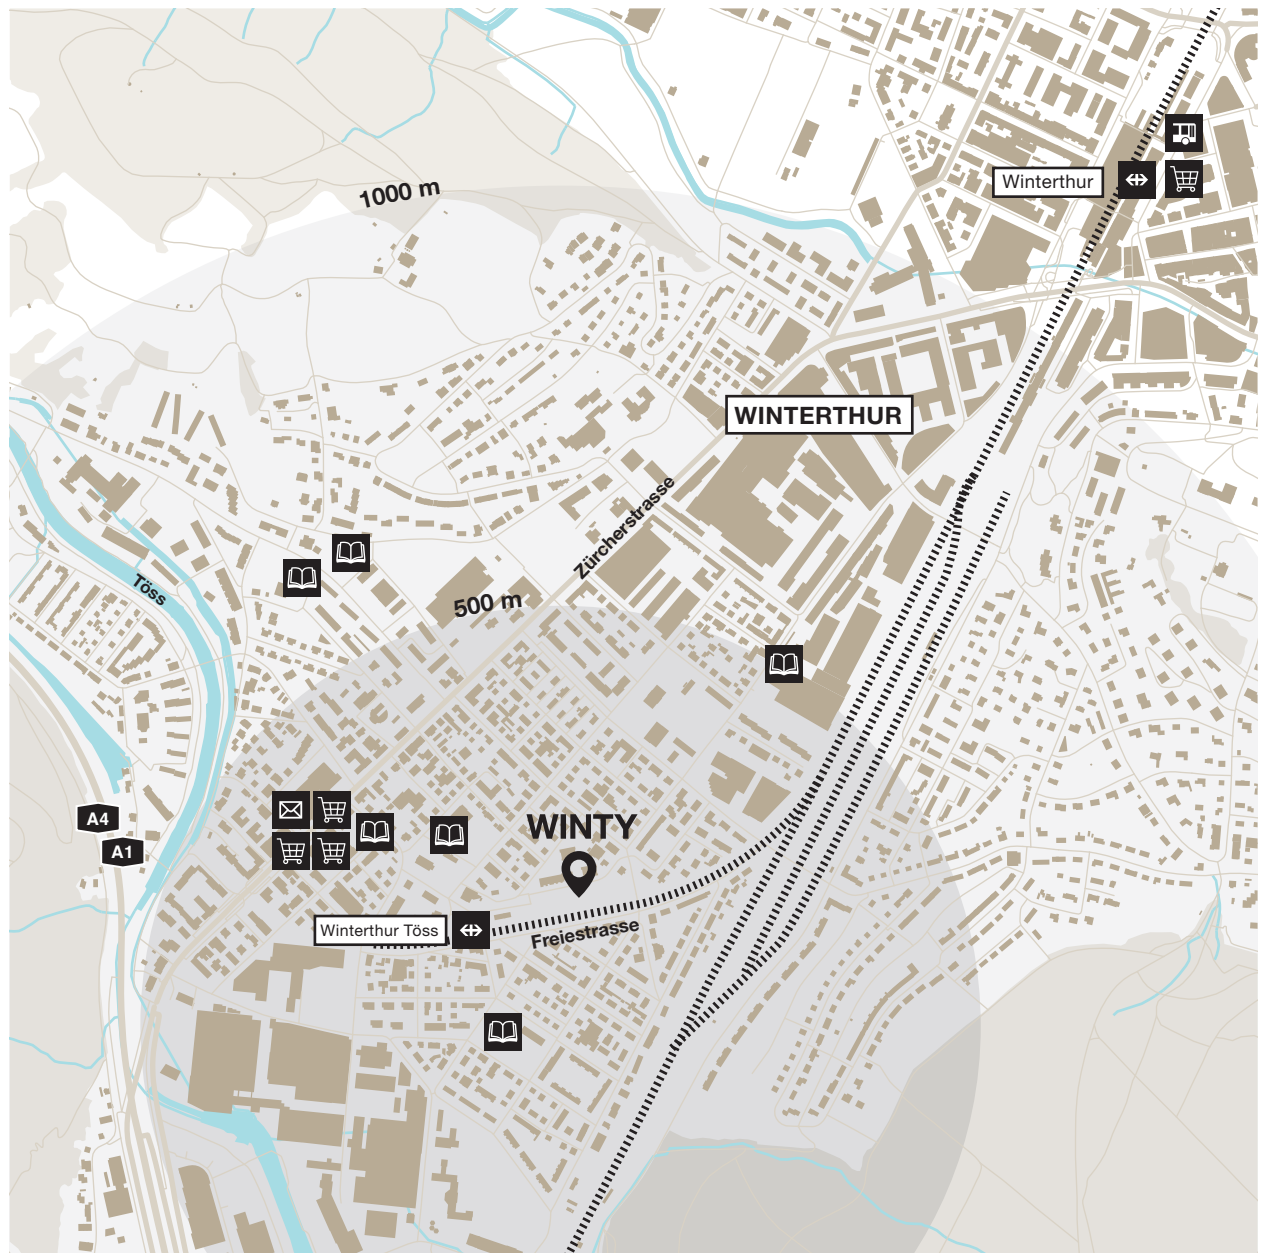 1000 m
Winterthur
WINTERTHUR
Zürcherstrasse
500 m
Töss
A4
A1
WINTY
Winterthur Töss
Freiestrasse